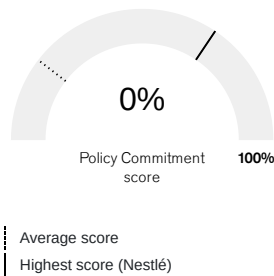 0%
Policy Commitment
score
100%
Average score
Highest score (Nestlé)